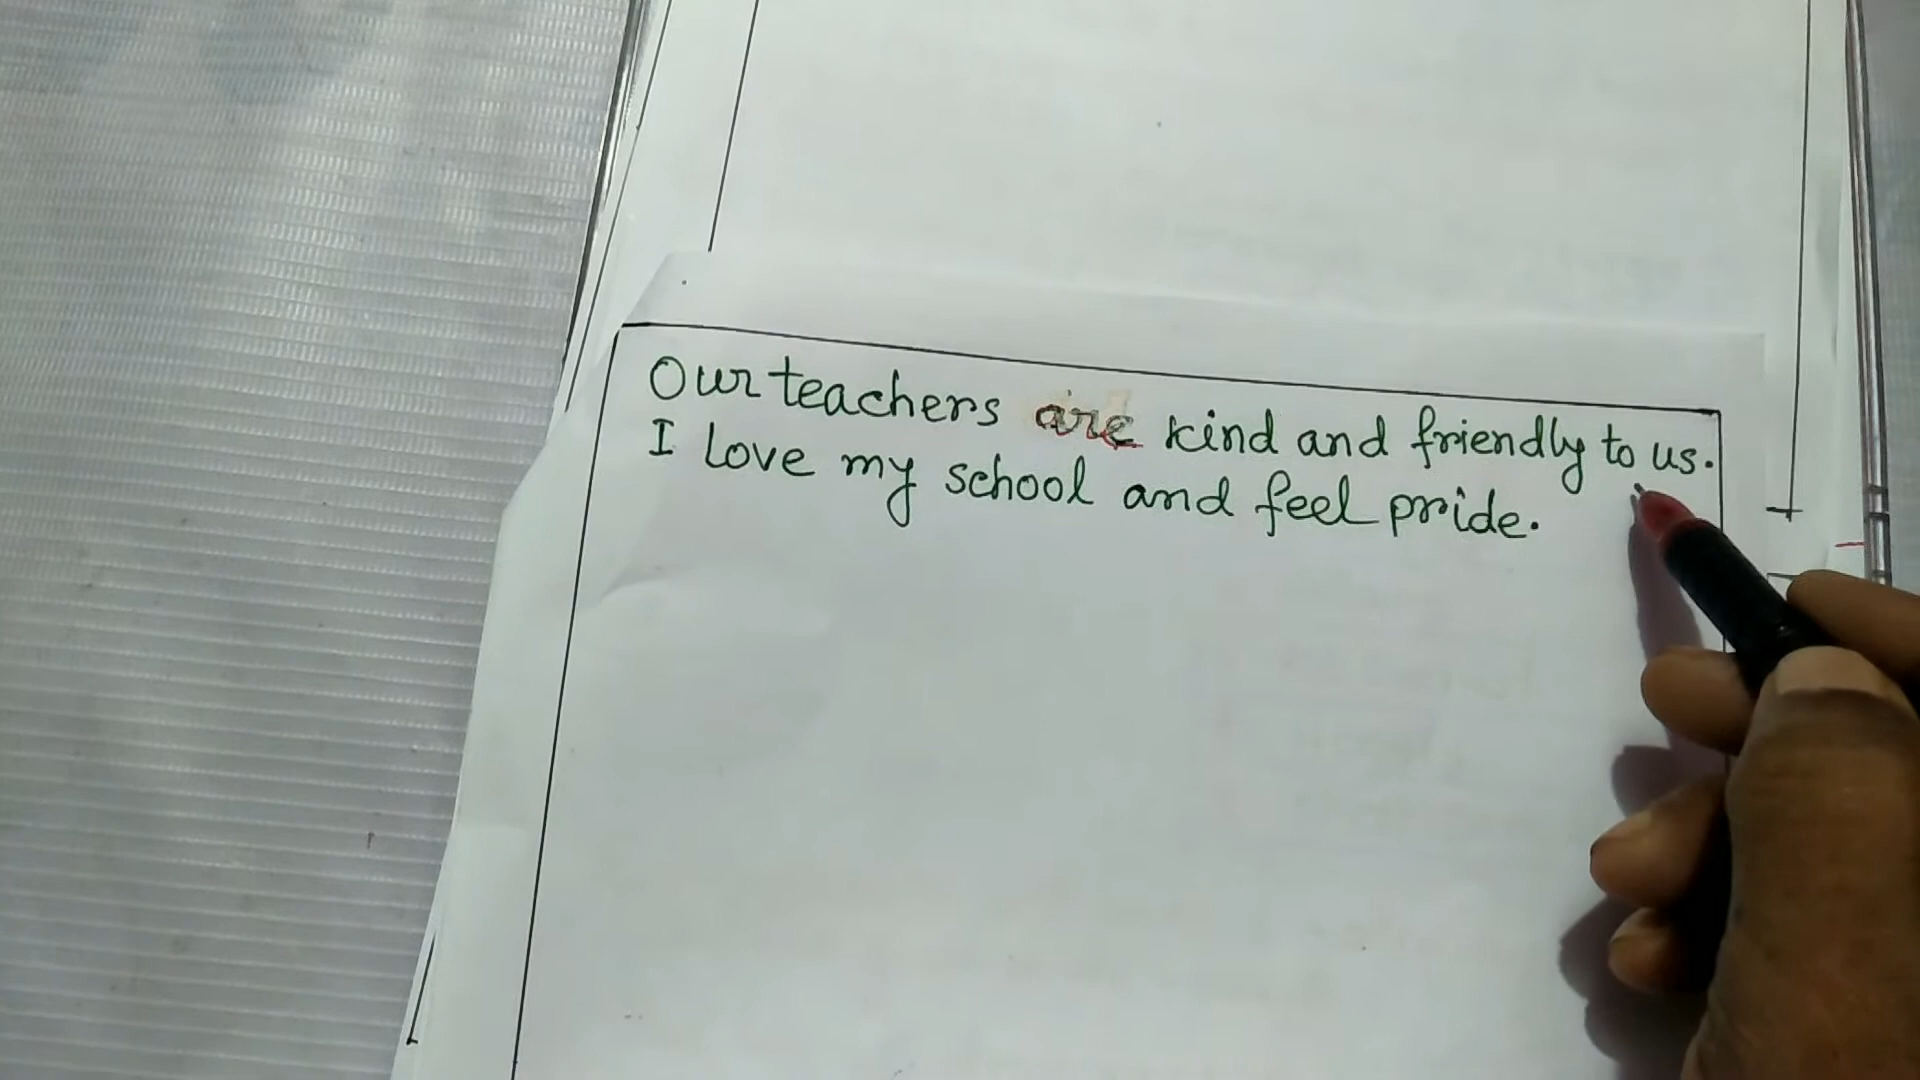 Our teachers are kind and friendly to us.
I love my school and feel pride.